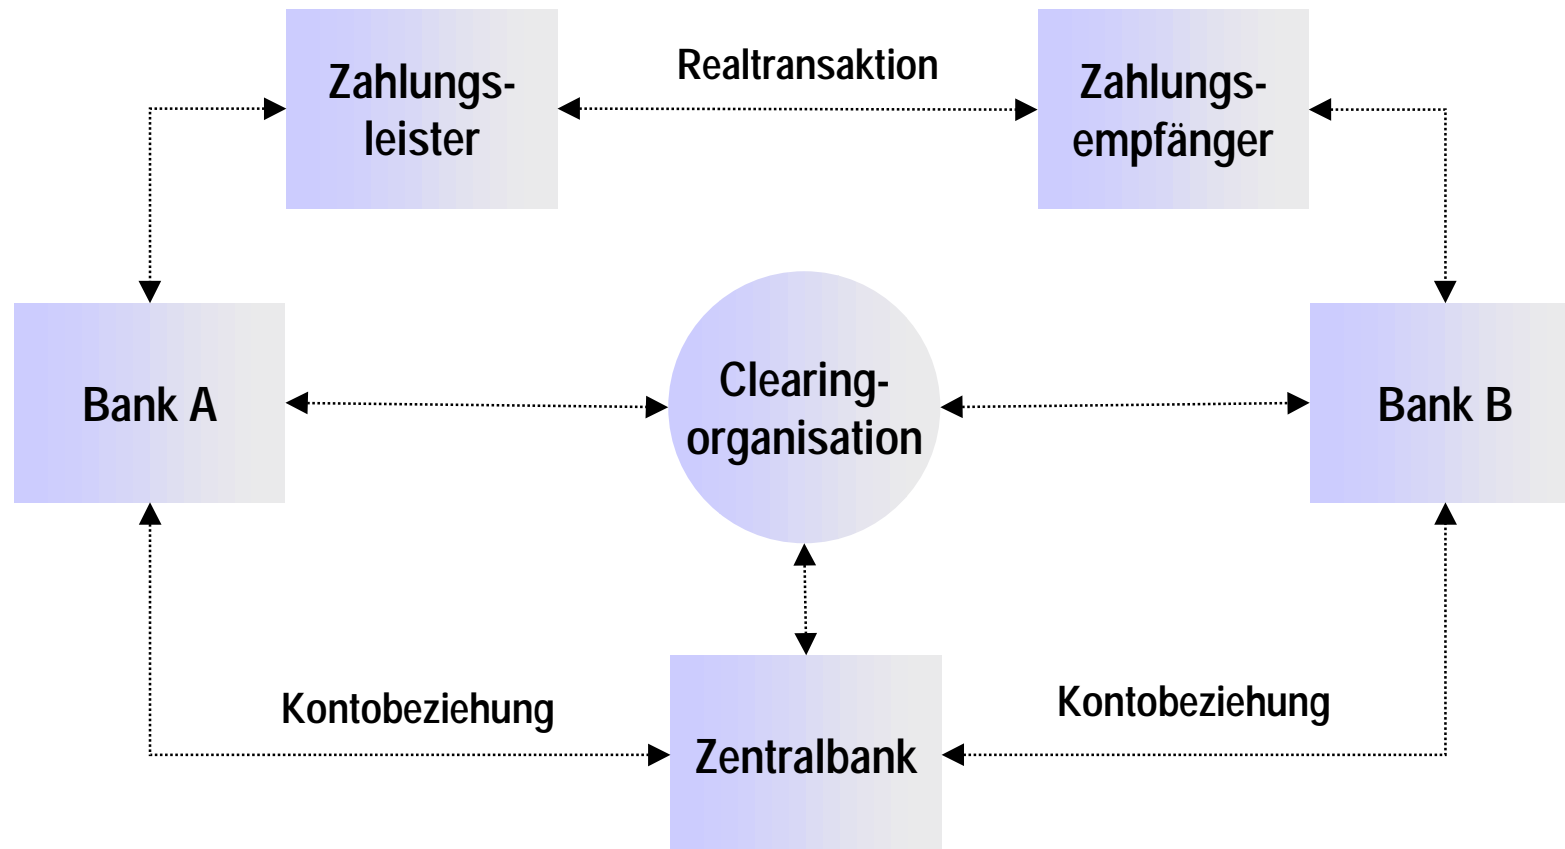 Zahlungs-
leister
Realtransaktion
Zahlungs-
empfänger
Bank A
Clearing-
organisation
Bank B
Kontobeziehung
Zentralbank
Kontobeziehung